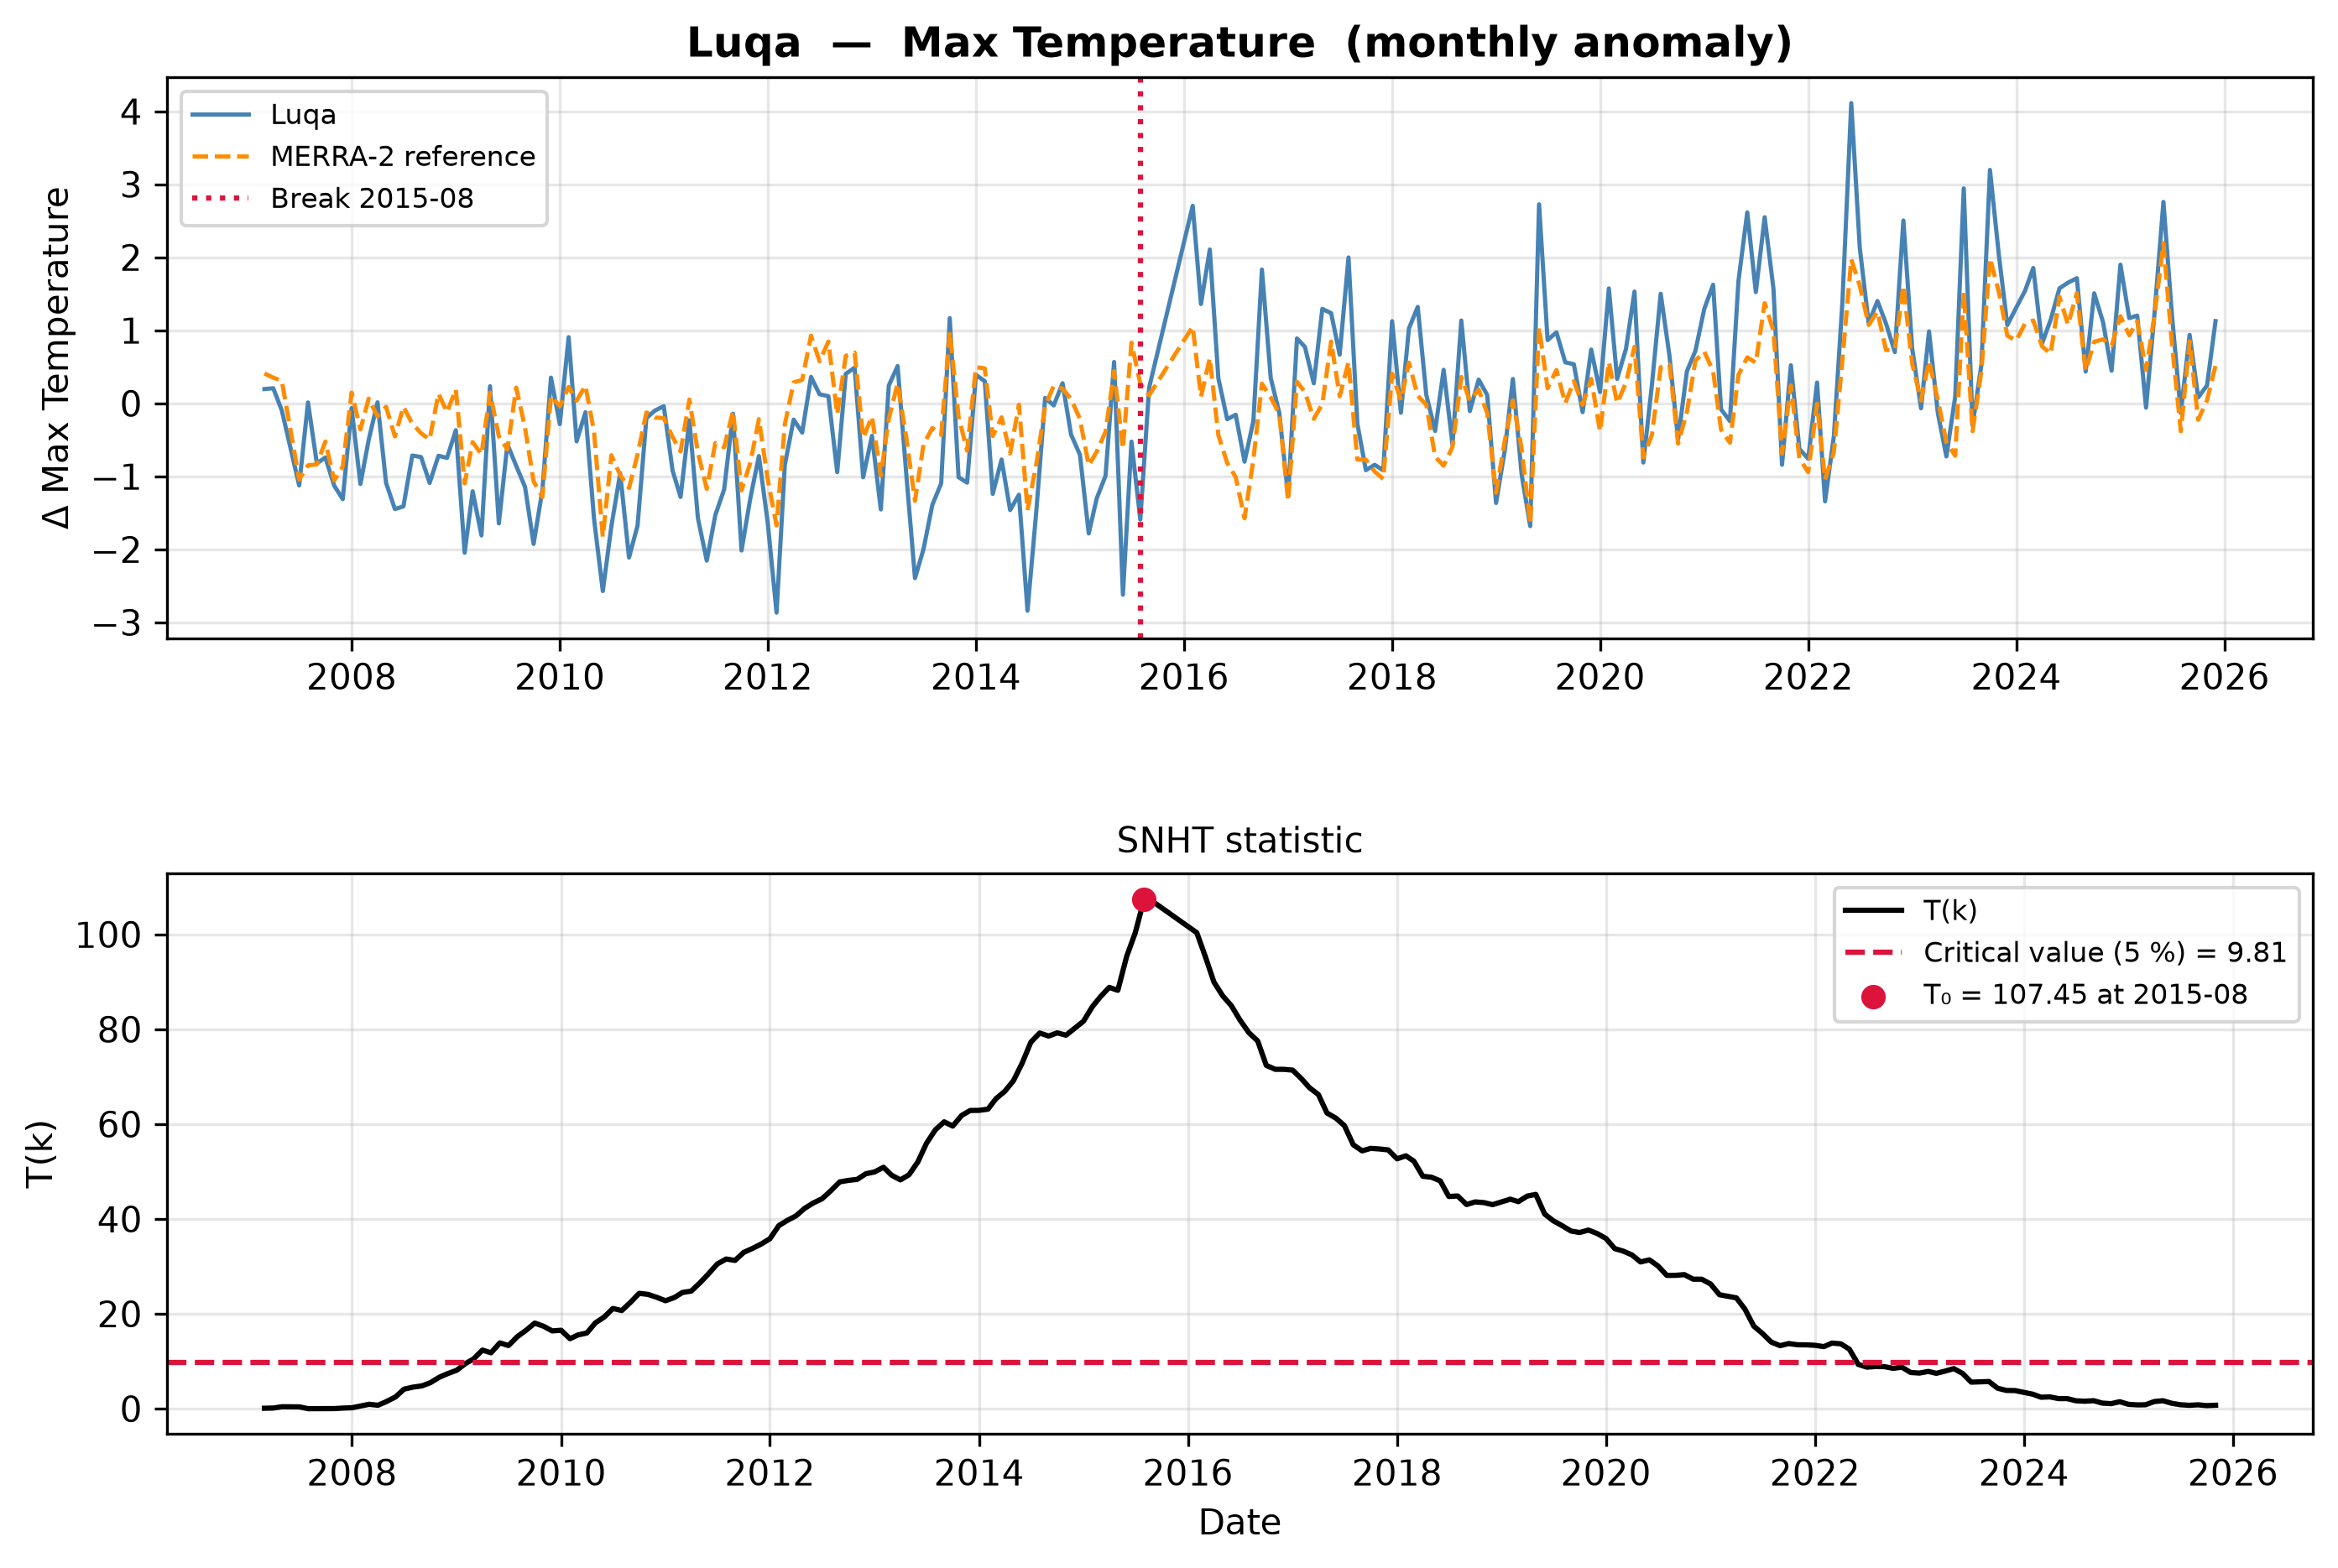 Luqa — Max Temperature (monthly anomaly)
Luqa
MERRA-2 reference
Break 2015-08
Δ Max Temperature
4
3
2
1
0
−1
−2
−3
2008 2010 2012 2014 2016 2018 2020 2022 2024 2026
SNHT statistic
T(k)
Critical value (5 %) = 9.81
T₀ = 107.45 at 2015-08
T(k)
100
80
60
40
20
0
2008 2010 2012 2014 2016 2018 2020 2022 2024 2026
Date